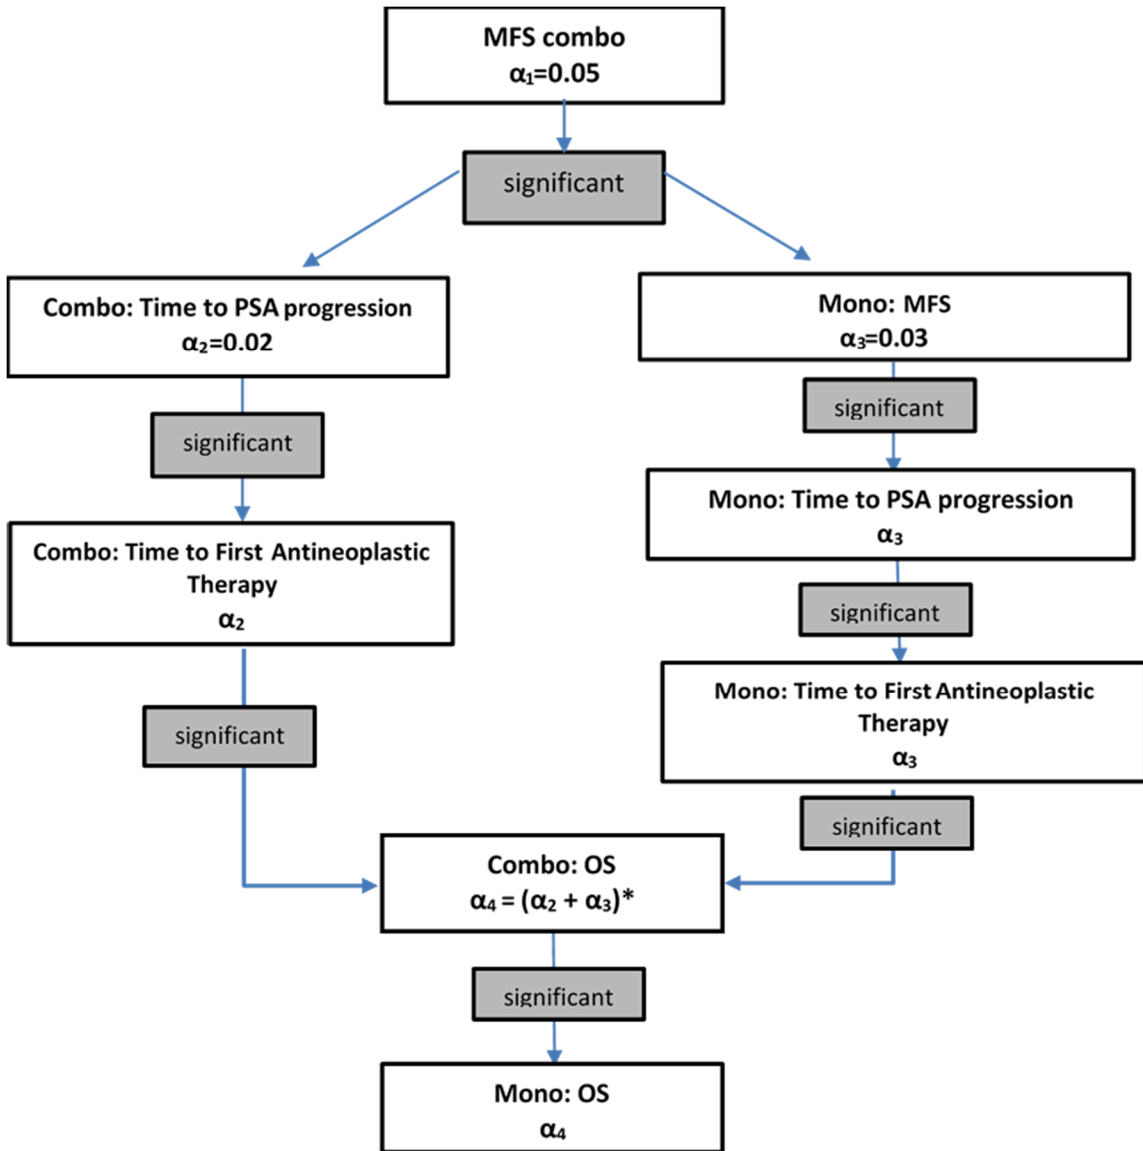 MFS combo
α₁=0.05
significant
Combo: Time to PSA progression
α₂=0.02
Mono: MFS
α₃=0.03
significant
significant
Mono: Time to PSA progression
α₃
Combo: Time to First Antineoplastic
Therapy
α₂
significant
Mono: Time to First Antineoplastic
Therapy
α₃
significant
significant
Combo: OS
α₄ = (α₂ + α₃)*
significant
Mono: OS
α₄